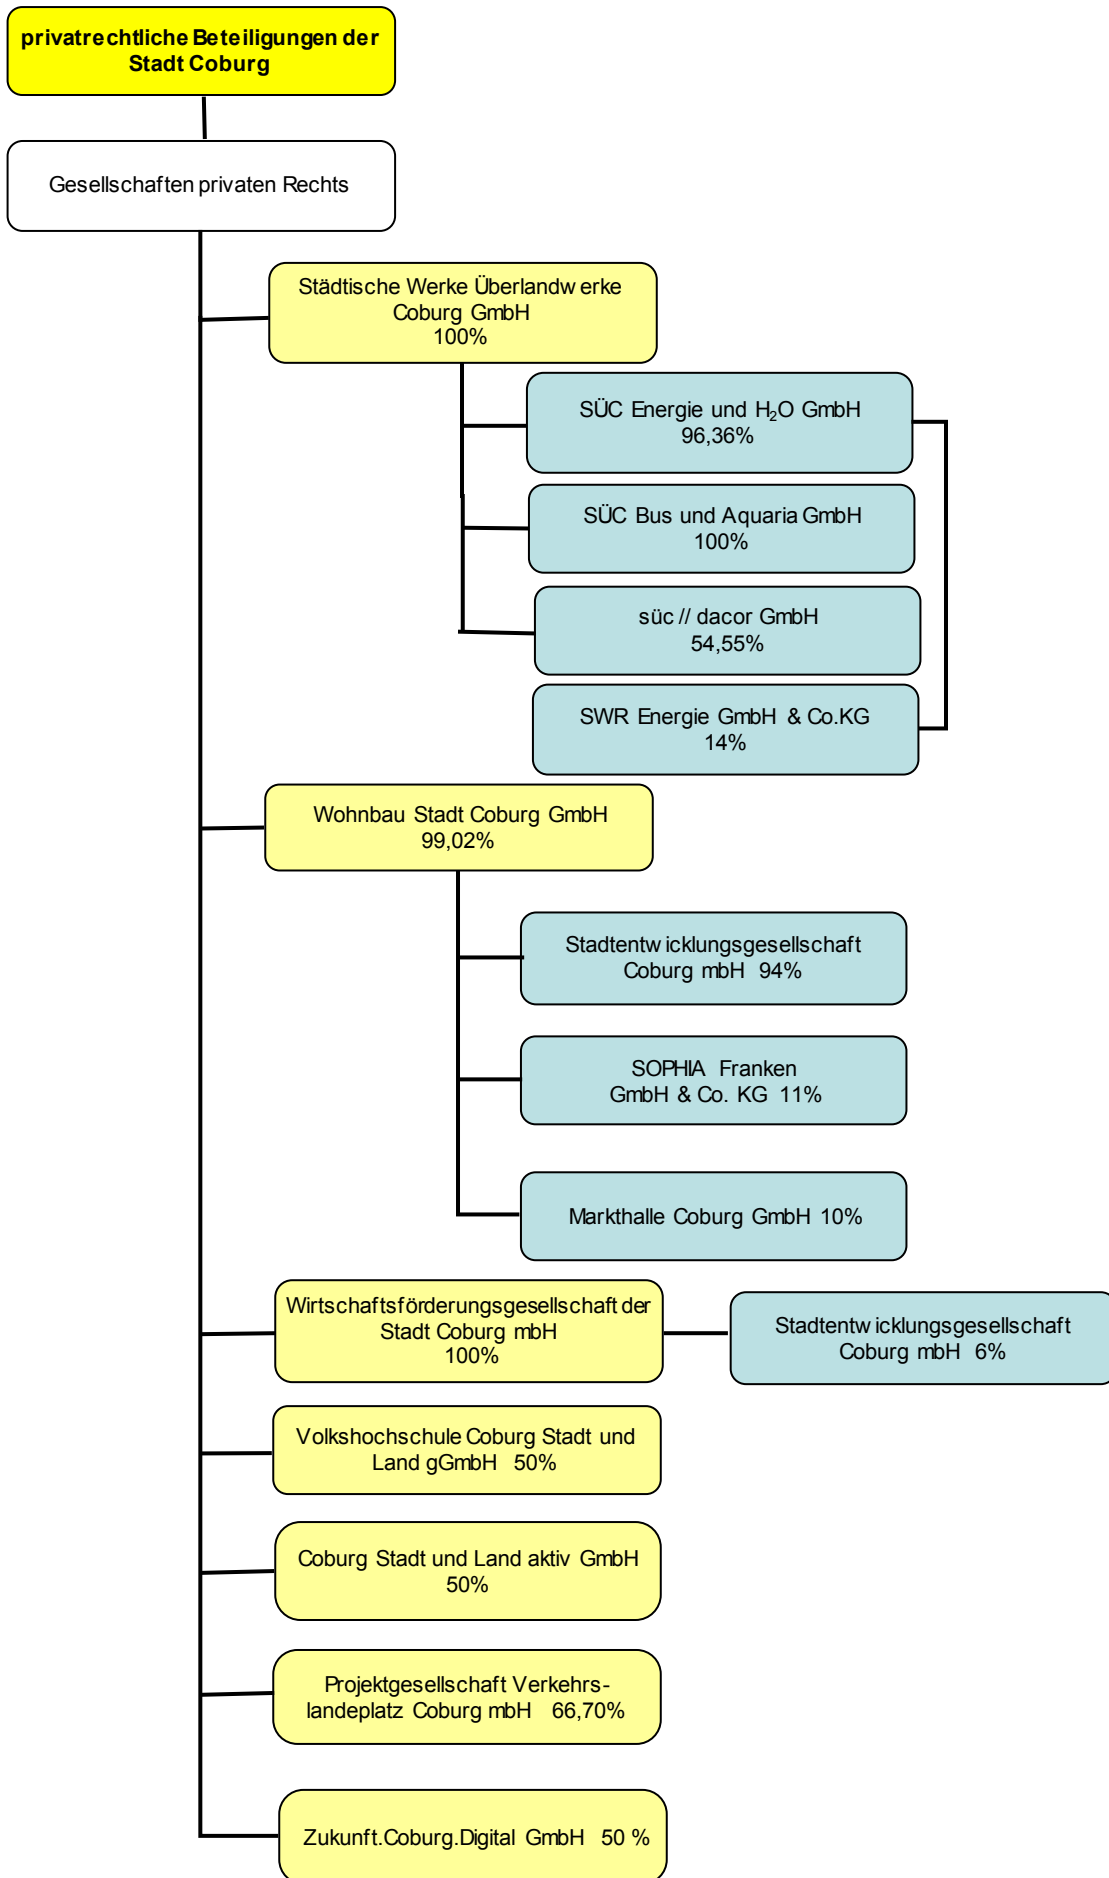 privatrechtliche Beteiligungen der
Stadt Coburg
Gesellschaften privaten Rechts
Städtische Werke Überlandwerke
Coburg GmbH
100%
SÜC Energie und H₂O GmbH
96,36%
SÜC Bus und Aquaria GmbH
100%
süc // dacor GmbH
54,55%
SWR Energie GmbH & Co.KG
14%
Wohnbau Stadt Coburg GmbH
99,02%
Stadtentwicklungsgesellschaft
Coburg mbH 94%
SOPHIA Franken
GmbH & Co. KG 11%
Markthalle Coburg GmbH 10%
Wirtschaftsförderungsgesellschaft der
Stadt Coburg mbH
100%
Stadtentwicklungsgesellschaft
Coburg mbH 6%
Volkshochschule Coburg Stadt und
Land gGmbH 50%
Coburg Stadt und Land aktiv GmbH
50%
Projektgesellschaft Verkehrs-
landeplatz Coburg mbH 66,70%
Zukunft.Coburg.Digital GmbH 50 %